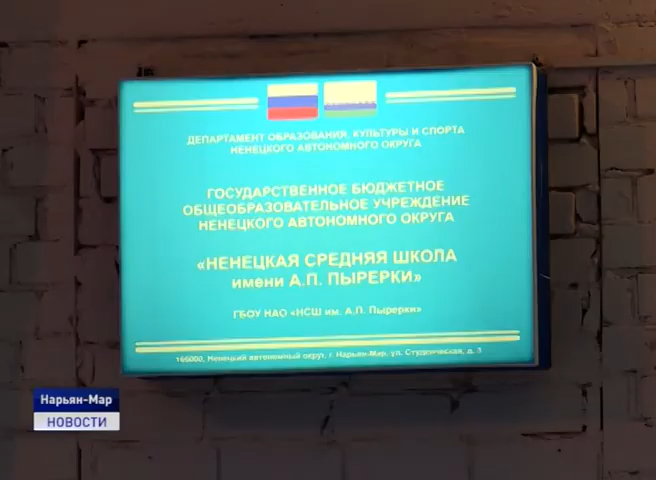 ДЕПАРТАМЕНТ ОБРАЗОВАНИЯ, КУЛЬТУРЫ И СПОРТА
НЕНЕЦКОГО АВТОНОМНОГО ОКРУГА
ГОСУДАРСТВЕННОЕ БЮДЖЕТНОЕ
ОБЩЕОБРАЗОВАТЕЛЬНОЕ УЧРЕЖДЕНИЕ
НЕНЕЦКОГО АВТОНОМНОГО ОКРУГА
«НЕНЕЦКАЯ СРЕДНЯЯ ШКОЛА
имени А.П. ПЫРЕРКИ»
ГБОУ НАО «НСШ им. А.П. Пырерки»
166000, Ненецкий автономный округ, г. Нарьян-Мар, ул. Студенческая, д. 3
Нарьян-Мар
НОВОСТИ